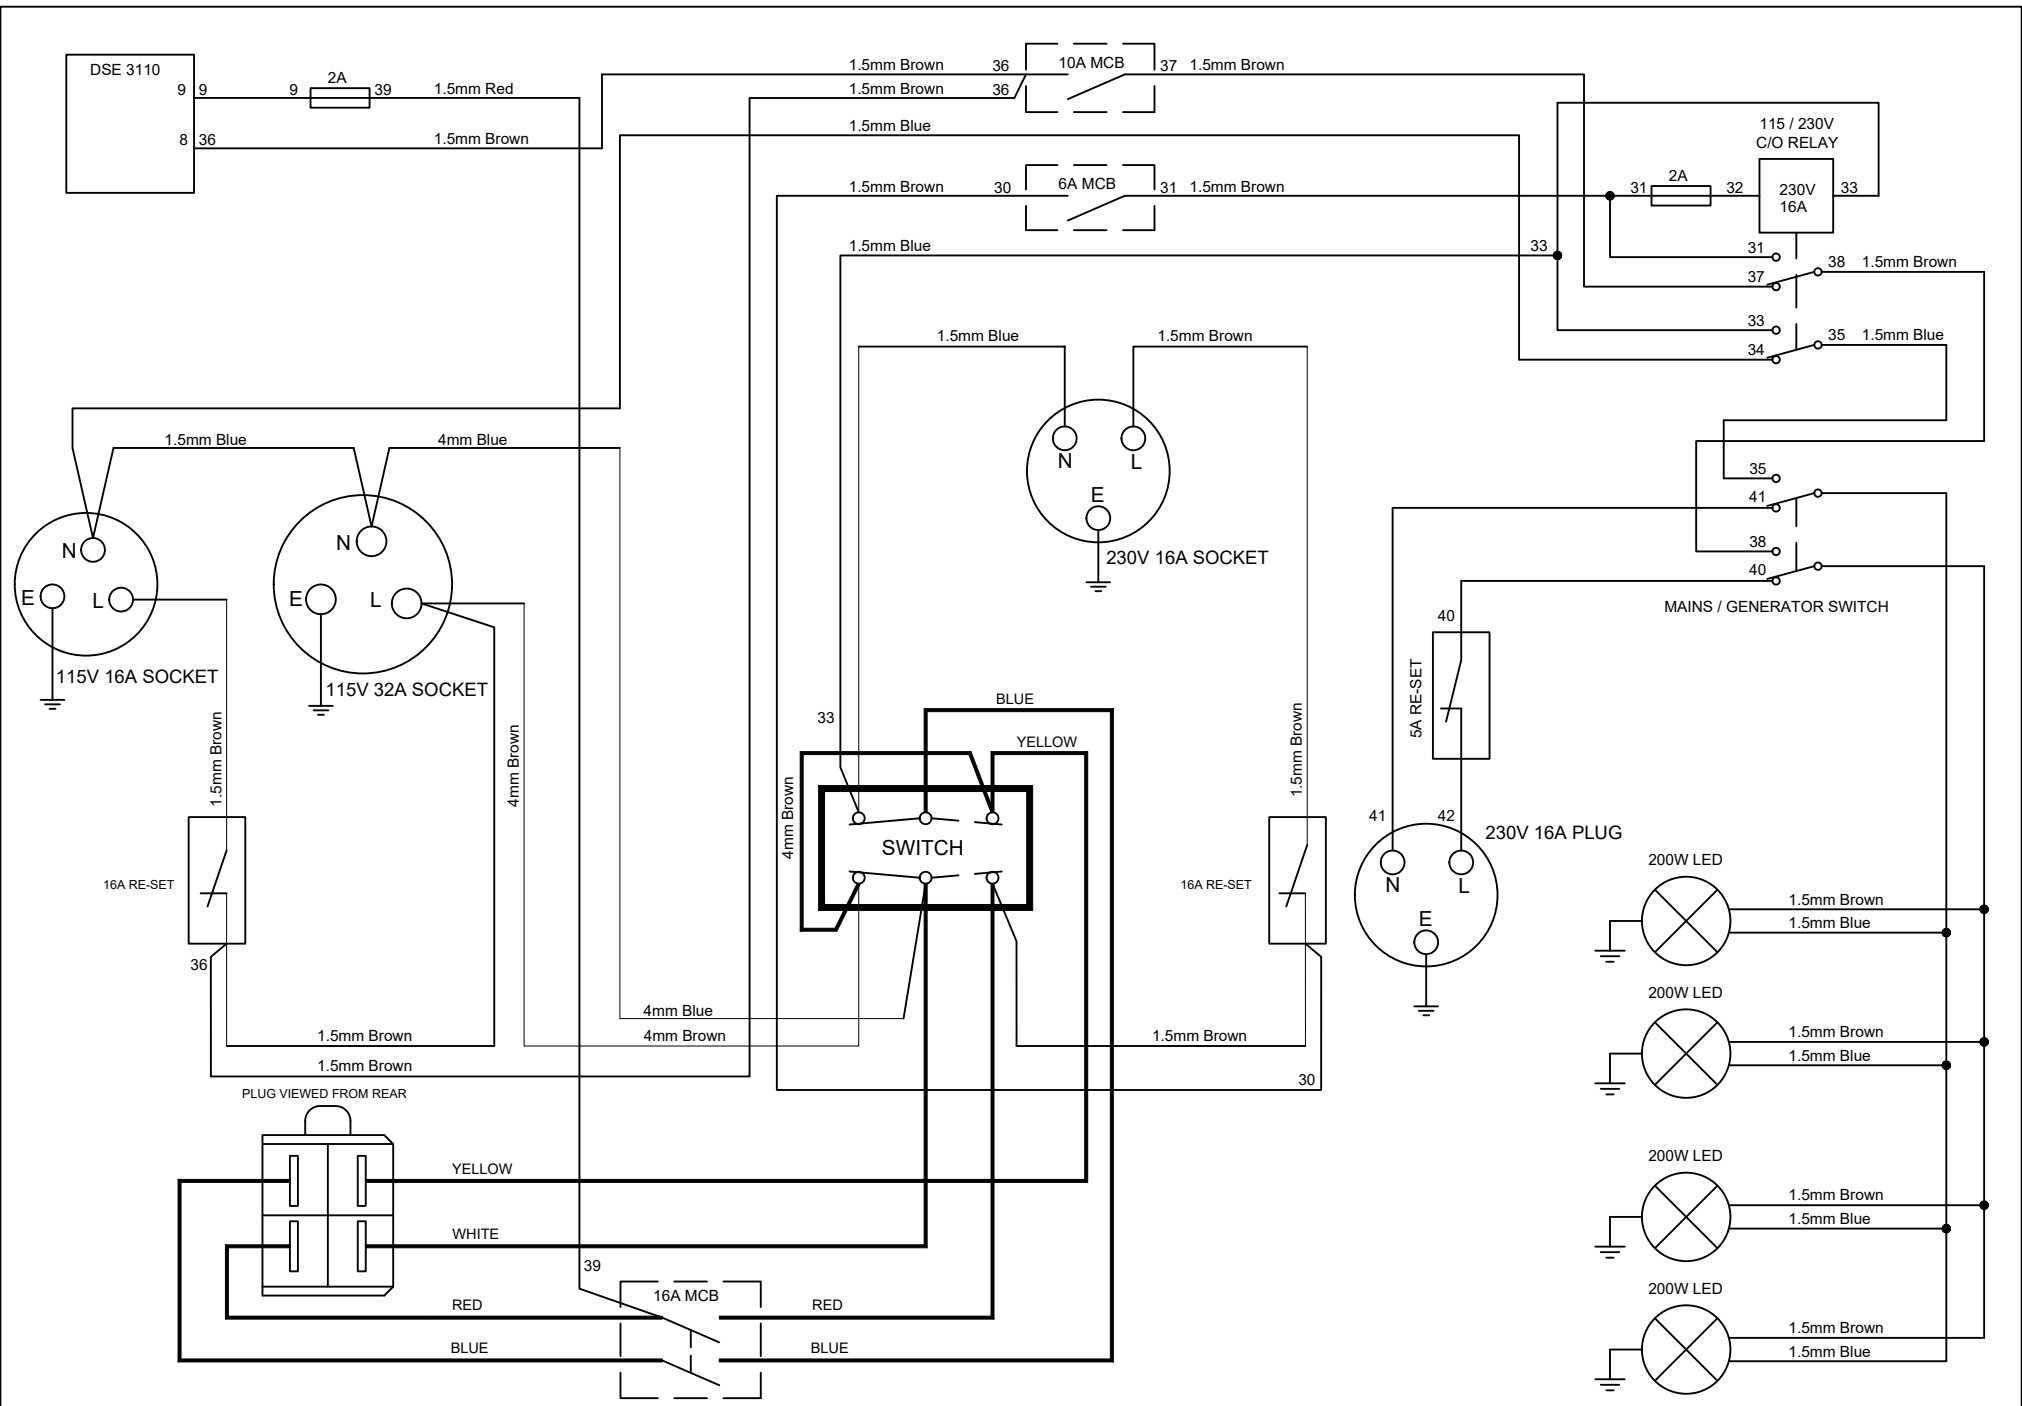 DSE 3110
9 9
9
2A
39
1.5mm Red
8 36
1.5mm Brown
1.5mm Brown
36
10A MCB
37
1.5mm Brown
1.5mm Brown
36
1.5mm Blue
1.5mm Brown
30
6A MCB
31
1.5mm Brown
1.5mm Blue
33
115 / 230V
C/O RELAY
31
2A
32
230V
16A
33
31
38
1.5mm Brown
37
33
35
1.5mm Blue
34
1.5mm Blue
1.5mm Brown
N
L
E
230V 16A SOCKET
1.5mm Blue
4mm Blue
N
E
L
115V 16A SOCKET
N
E
L
115V 32A SOCKET
35
41
38
40
MAINS / GENERATOR SWITCH
40
5A RE-SET
41
42
230V 16A PLUG
N
L
E
1.5mm Brown
4mm Brown
16A RE-SET
36
33
BLUE
YELLOW
4mm Brown
SWITCH
1.5mm Brown
16A RE-SET
4mm Blue
4mm Brown
1.5mm Brown
1.5mm Brown
1.5mm Brown
30
200W LED
1.5mm Brown
1.5mm Blue
200W LED
1.5mm Brown
1.5mm Blue
200W LED
1.5mm Brown
1.5mm Blue
200W LED
1.5mm Brown
1.5mm Blue
PLUG VIEWED FROM REAR
YELLOW
WHITE
39
16A MCB
RED
RED
BLUE
BLUE